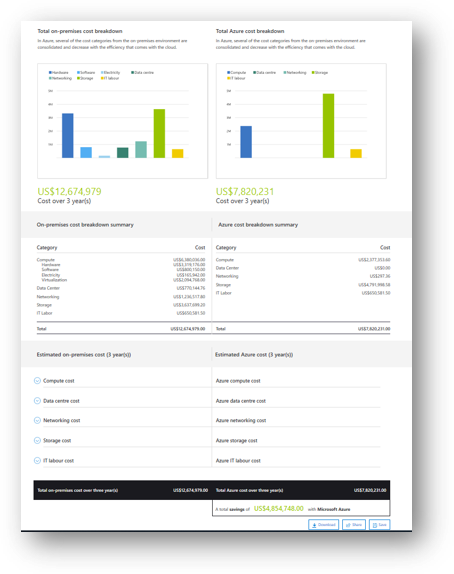 Total on-premises cost breakdown
In Azure, several of the cost categories from the on-premises environment are
consolidated and decrease with the efficiency that comes with the cloud.
Hardware Software Electricity Data centre
Networking Storage IT labour
5M
4M
3M
2M
1M
US$12,674,979
Cost over 3 year(s)
Total Azure cost breakdown
In Azure, several of the cost categories from the on-premises environment are
consolidated and decrease with the efficiency that comes with the cloud.
Compute Data centre Networking Storage
IT labour
5M
4M
3M
2M
1M
US$7,820,231
Cost over 3 year(s)
On-premises cost breakdown summary
Category Cost
Compute US$6,380,036.00
Hardware US$3,319,176.00
Software US$800,150.00
Electricity US$165,942.00
Virtualization US$2,094,768.00
Data Center US$770,144.76
Networking US$1,236,517.80
Storage US$3,637,699.20
IT Labor US$650,581.50
Total US$12,674,979.00
Azure cost breakdown summary
Category Cost
Compute US$2,377,353.60
Data Center US$0.00
Networking US$297.36
Storage US$4,791,998.58
IT Labor US$650,581.50
Total US$7,820,231.00
Estimated on-premises cost (3 year(s))
Compute cost
Data centre cost
Networking cost
Storage cost
IT labour cost
Total on-premises cost over three year(s) US$12,674,979.00
Estimated Azure cost (3 year(s))
Azure compute cost
Azure data centre cost
Azure networking cost
Azure storage cost
Azure IT labour cost
Total Azure cost over three year(s) US$7,820,231.00
A total savings of US$4,854,748.00 with Microsoft Azure
Download Share Save